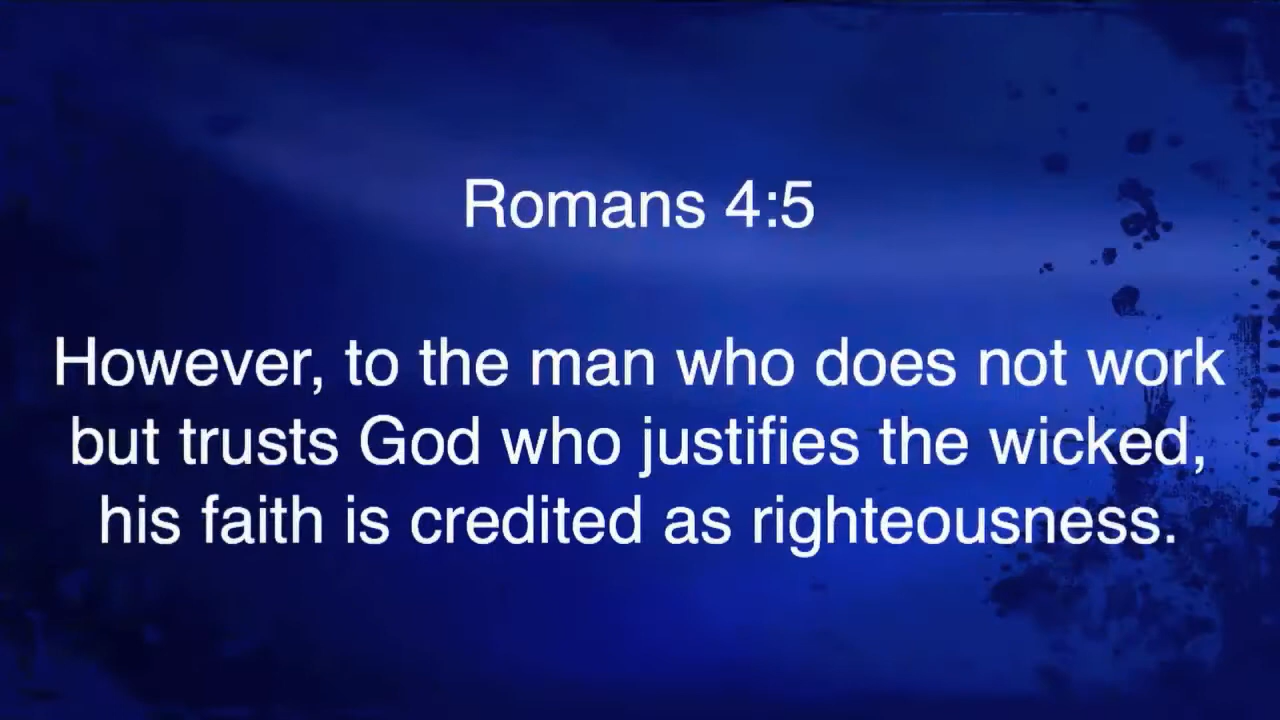 Romans 4:5
However, to the man who does not work
but trusts God who justifies the wicked,
his faith is credited as righteousness.